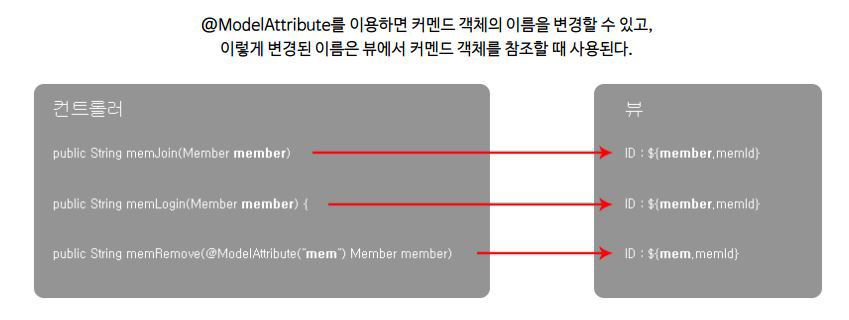 @ModelAttribute를 이용하면 커멘드 객체의 이름을 변경할 수 있고,
이렇게 변경된 이름은 뷰에서 커멘드 객체를 참조할 때 사용된다.
컨트롤러
뷰
public String memJoin(Member member)
ID : ${member.memId}
public String memLogin(Member member) {
ID : ${member.memId}
public String memRemove(@ModelAttribute("mem") Member member)
ID : ${mem.memId}